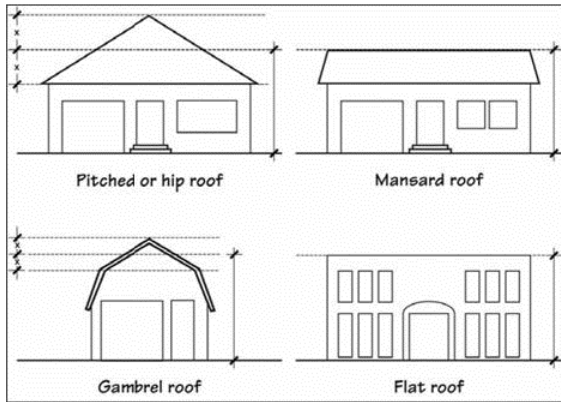 x
x
Pitched or hip roof
Mansard roof
x
x
Gambrel roof
Flat roof